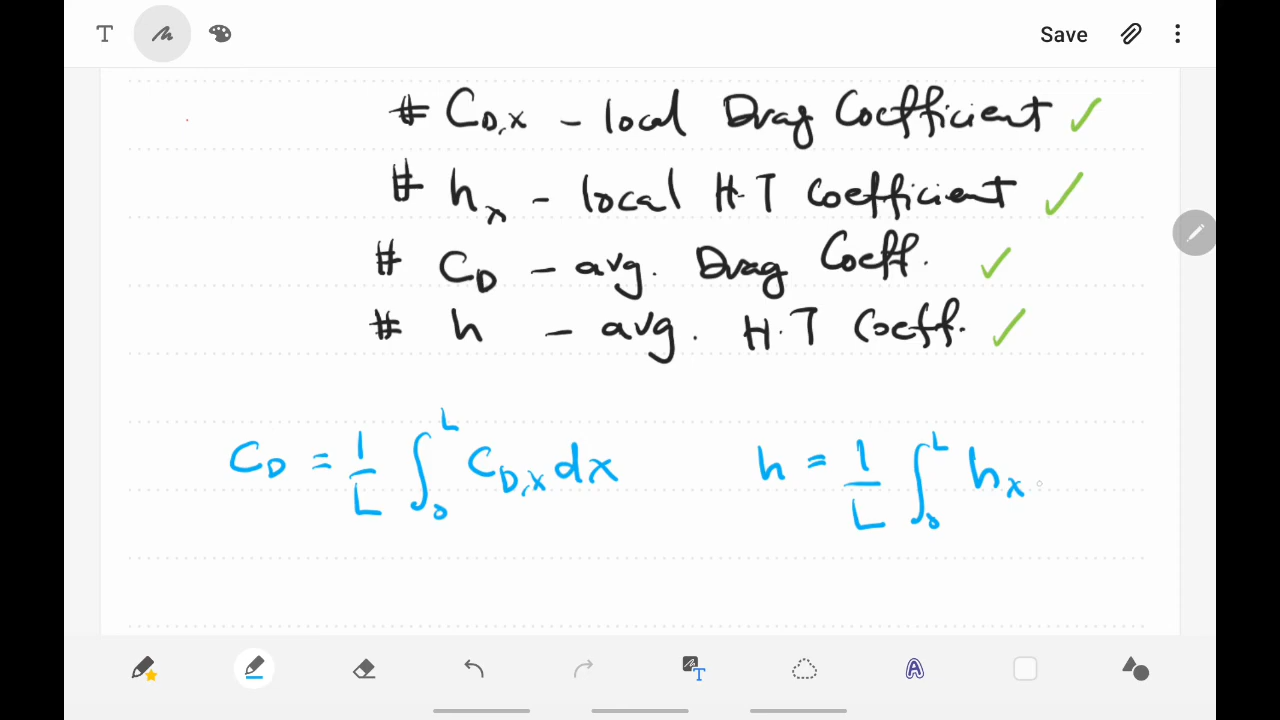 Save
# C_D,x - local Drag Coefficient ✓
# h_x - local H.T Coefficient ✓
# C_D - avg. Drag Coeff. ✓
# h - avg. H.T Coeff. ✓
C_D = 1/L ∫_0^L C_D,x dx    h = 1/L ∫_0^L h_x